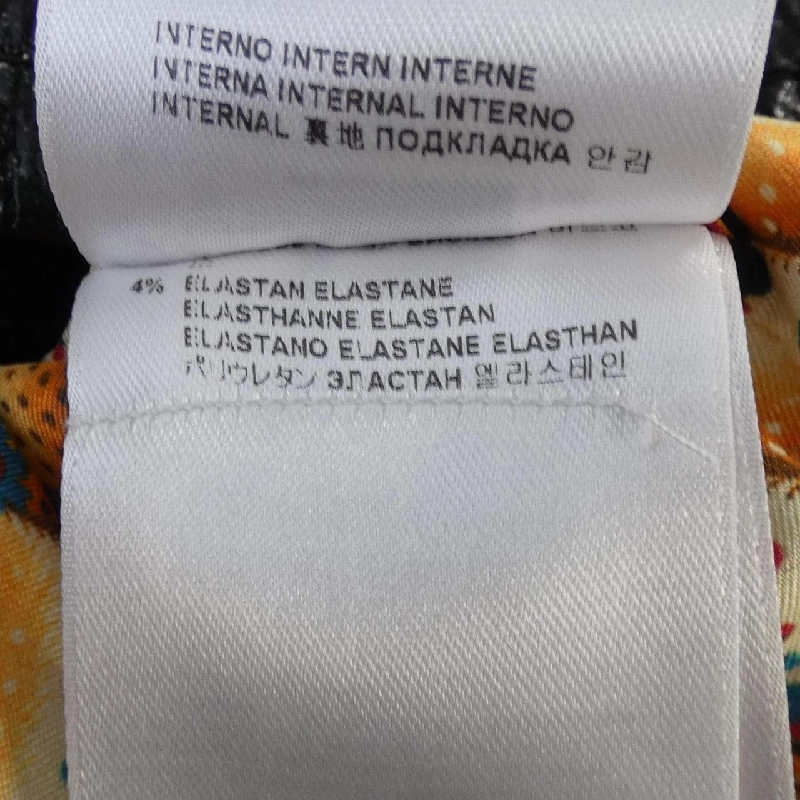 INTERNO INTERN INTERNE
INTERNA INTERNAL INTERNO
INTERNAL 裏地 ПОДКЛАДКА 안감
4% ELASTAN ELASTANE
ELASTHANNE ELASTAN
ELASTANO ELASTANE ELASTHAN
ポリウレタン ЭЛАСТАН 엘라스테인